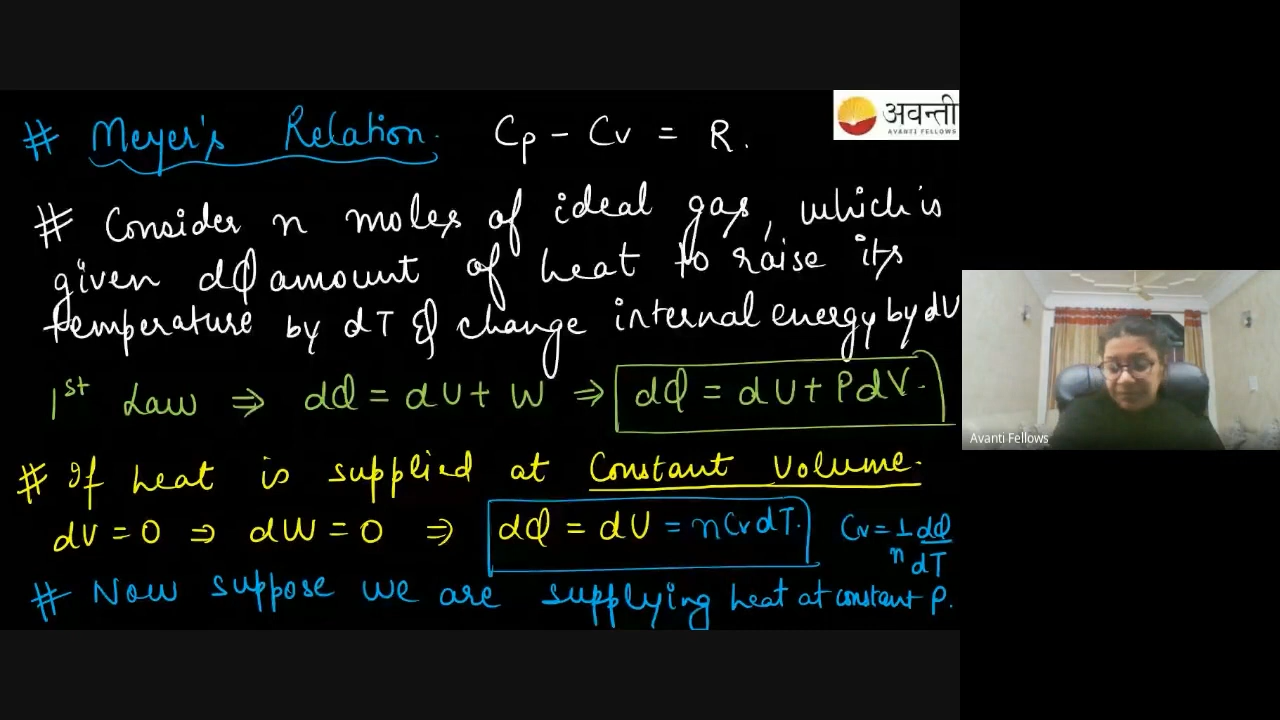 # Meyer's Relation. Cp - Cv = R.
अवन्ती
AVANTI FELLOWS
# Consider n moles of ideal gas, which is
given dQ amount of heat to raise its
temperature by dT & change internal energy by dU
1st Law ⇒ dQ = dU + W ⇒ dQ = dU + PdV.
# If heat is supplied at Constant Volume.
dV = 0 ⇒ dW = 0 ⇒ dQ = dU = nCvdT. Cv = 1/n dQ/dT
# Now suppose we are supplying heat at constant P.
Avanti Fellows